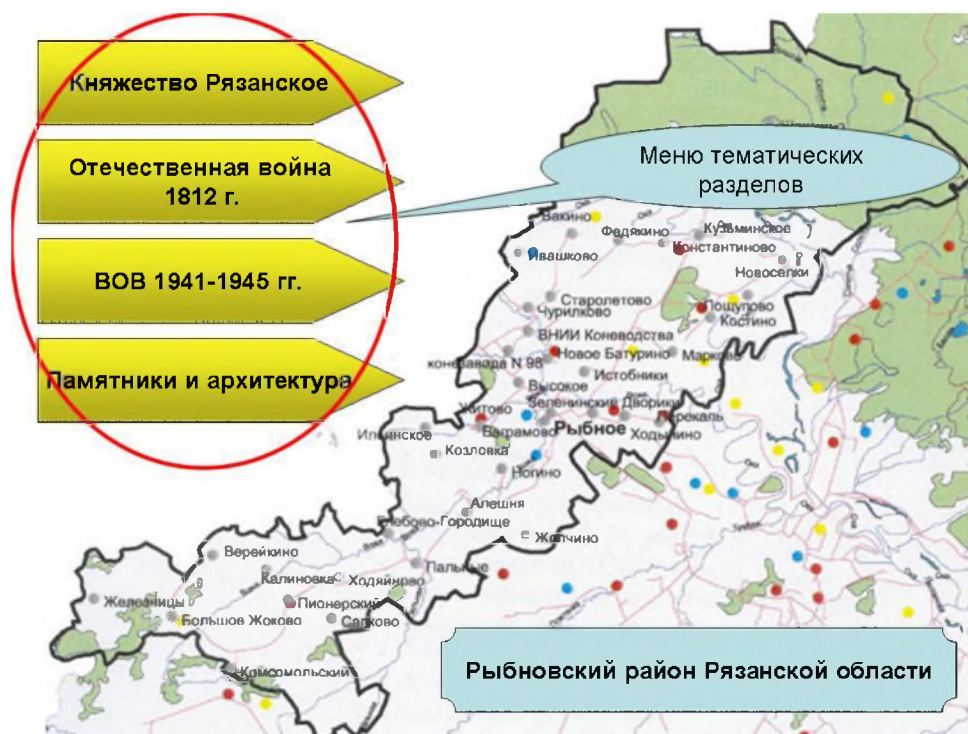 Княжество Рязанское
Отечественная война
1812 г.
ВОВ 1941-1945 гг.
Памятники и архитектура
Меню тематических
разделов
Вакино
Федякино
Кузьминское
Константиново
Ивашково
Новоселки
Старолетово
Чурилково
Пощупово
Костино
ВНИИ Коневодства
конезавода N 98
Новое Батурино
Марково
Высокое
Истобники
Житово
Зеленинские Дворики
Перекаль
Ильинское
Баграмово
Рыбное
Ходынино
Козловка
Ногино
Алешня
Глебово-Городище
Жолчино
Верейкино
Пальные
Калиновка
Ходяйново
Железницы
Пионерский
Большое Жоково
Сапково
Комсомольский
Рыбновский район Рязанской области